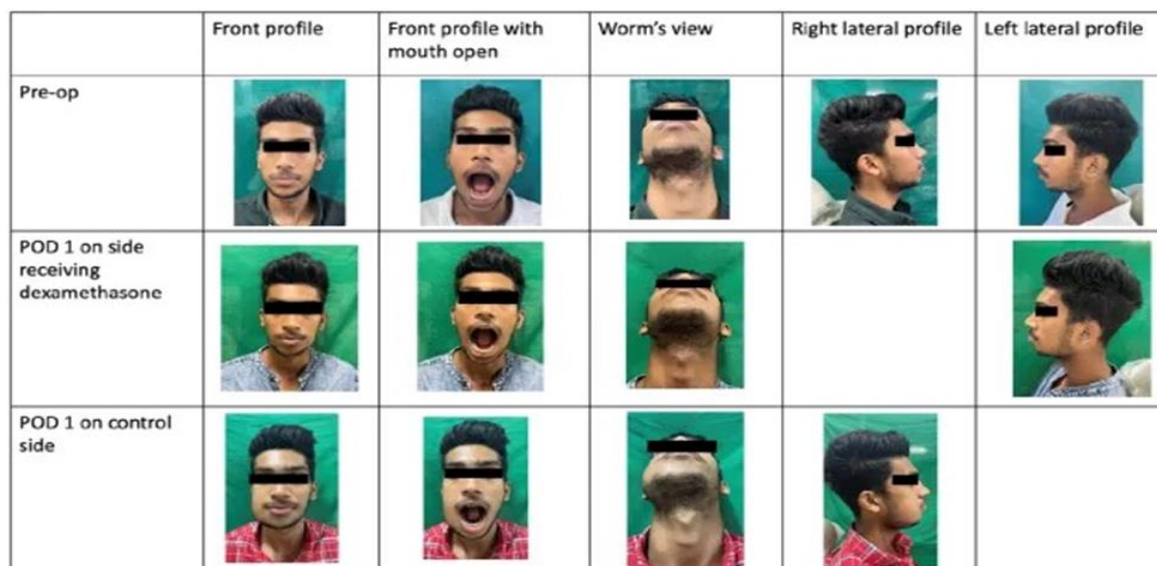 Front profile
Front profile with
mouth open
Worm's view
Right lateral profile
Left lateral profile
Pre-op
POD 1 on side
receiving
dexamethasone
POD 1 on control
side